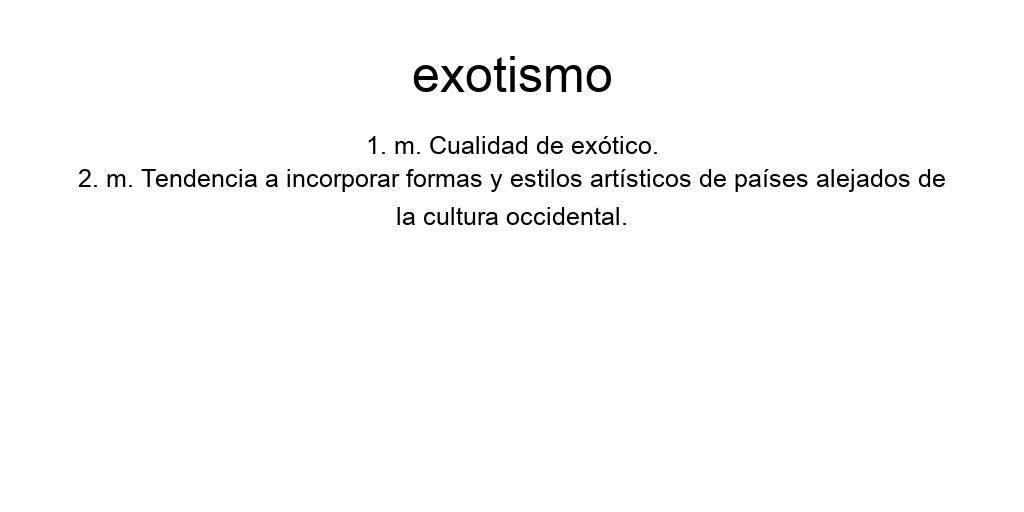 exotismo
1. m. Cualidad de exótico.
2. m. Tendencia a incorporar formas y estilos artísticos de países alejados de
la cultura occidental.